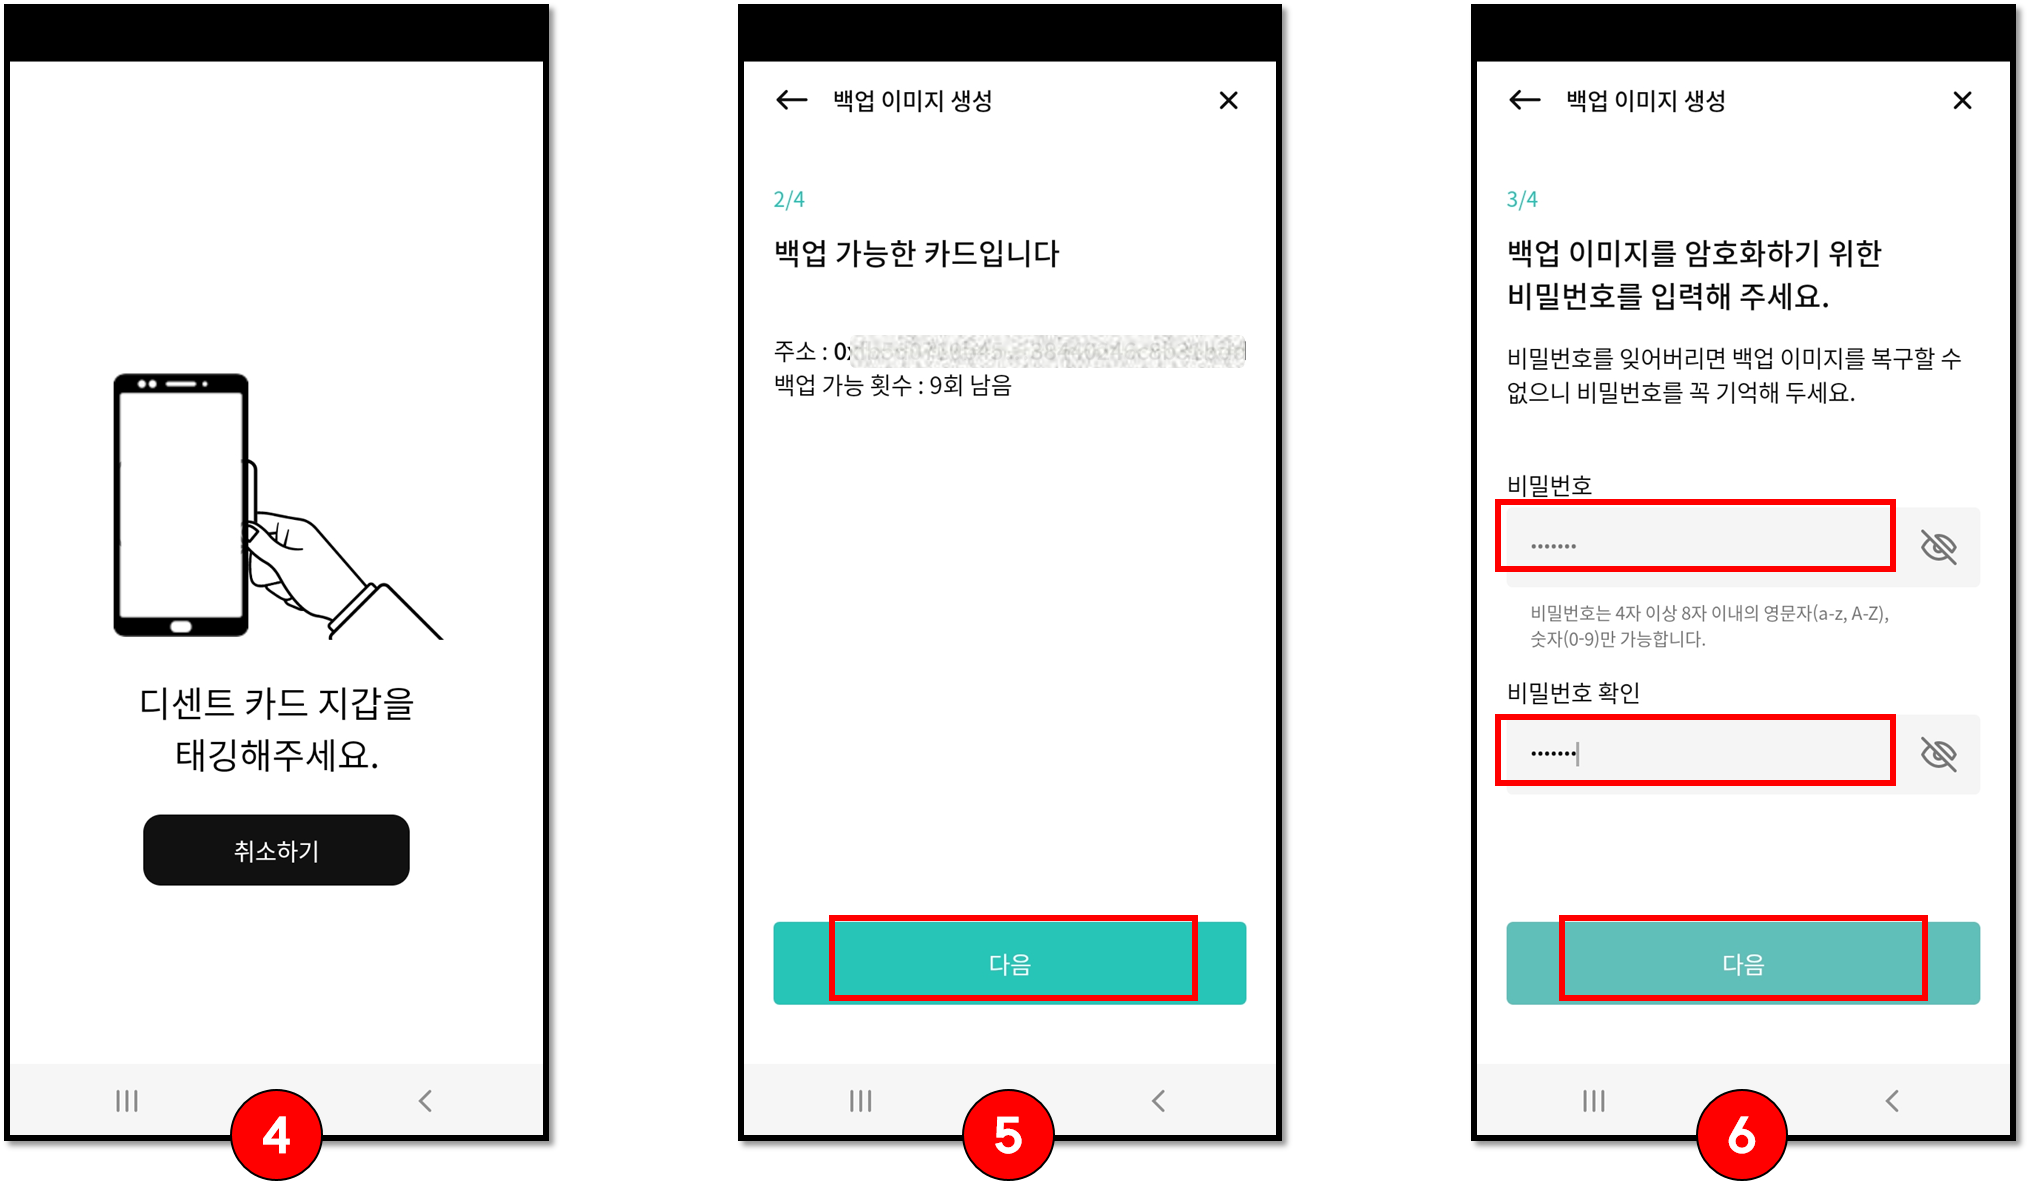 디센트 카드 지갑을
태깅해주세요.
취소하기
4
백업 이미지 생성
2/4
백업 가능한 카드입니다
주소 : 0x
백업 가능 횟수 : 9회 남음
다음
5
백업 이미지 생성
3/4
백업 이미지를 암호화하기 위한
비밀번호를 입력해 주세요.
비밀번호를 잊어버리면 백업 이미지를 복구할 수
없으니 비밀번호를 꼭 기억해 두세요.
비밀번호
•••••••
비밀번호는 4자 이상 8자 이내의 영문자(a-z, A-Z),
숫자(0-9)만 가능합니다.
비밀번호 확인
•••••••
다음
6